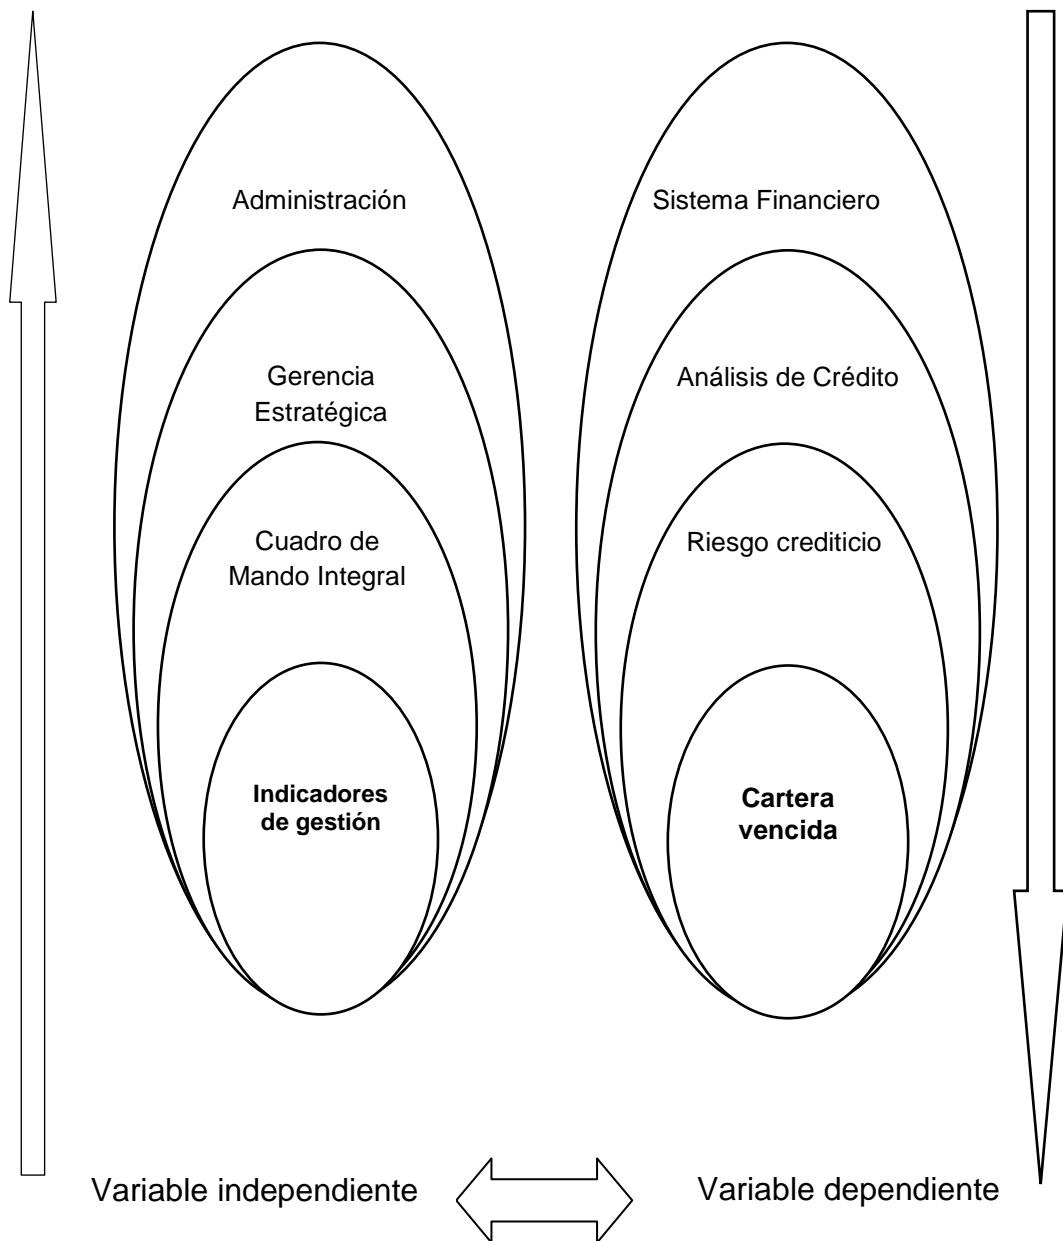 Administración
Gerencia
Estratégica
Cuadro de
Mando Integral
Indicadores
de gestión
Sistema Financiero
Análisis de Crédito
Riesgo crediticio
Cartera
vencida
Variable independiente
Variable dependiente